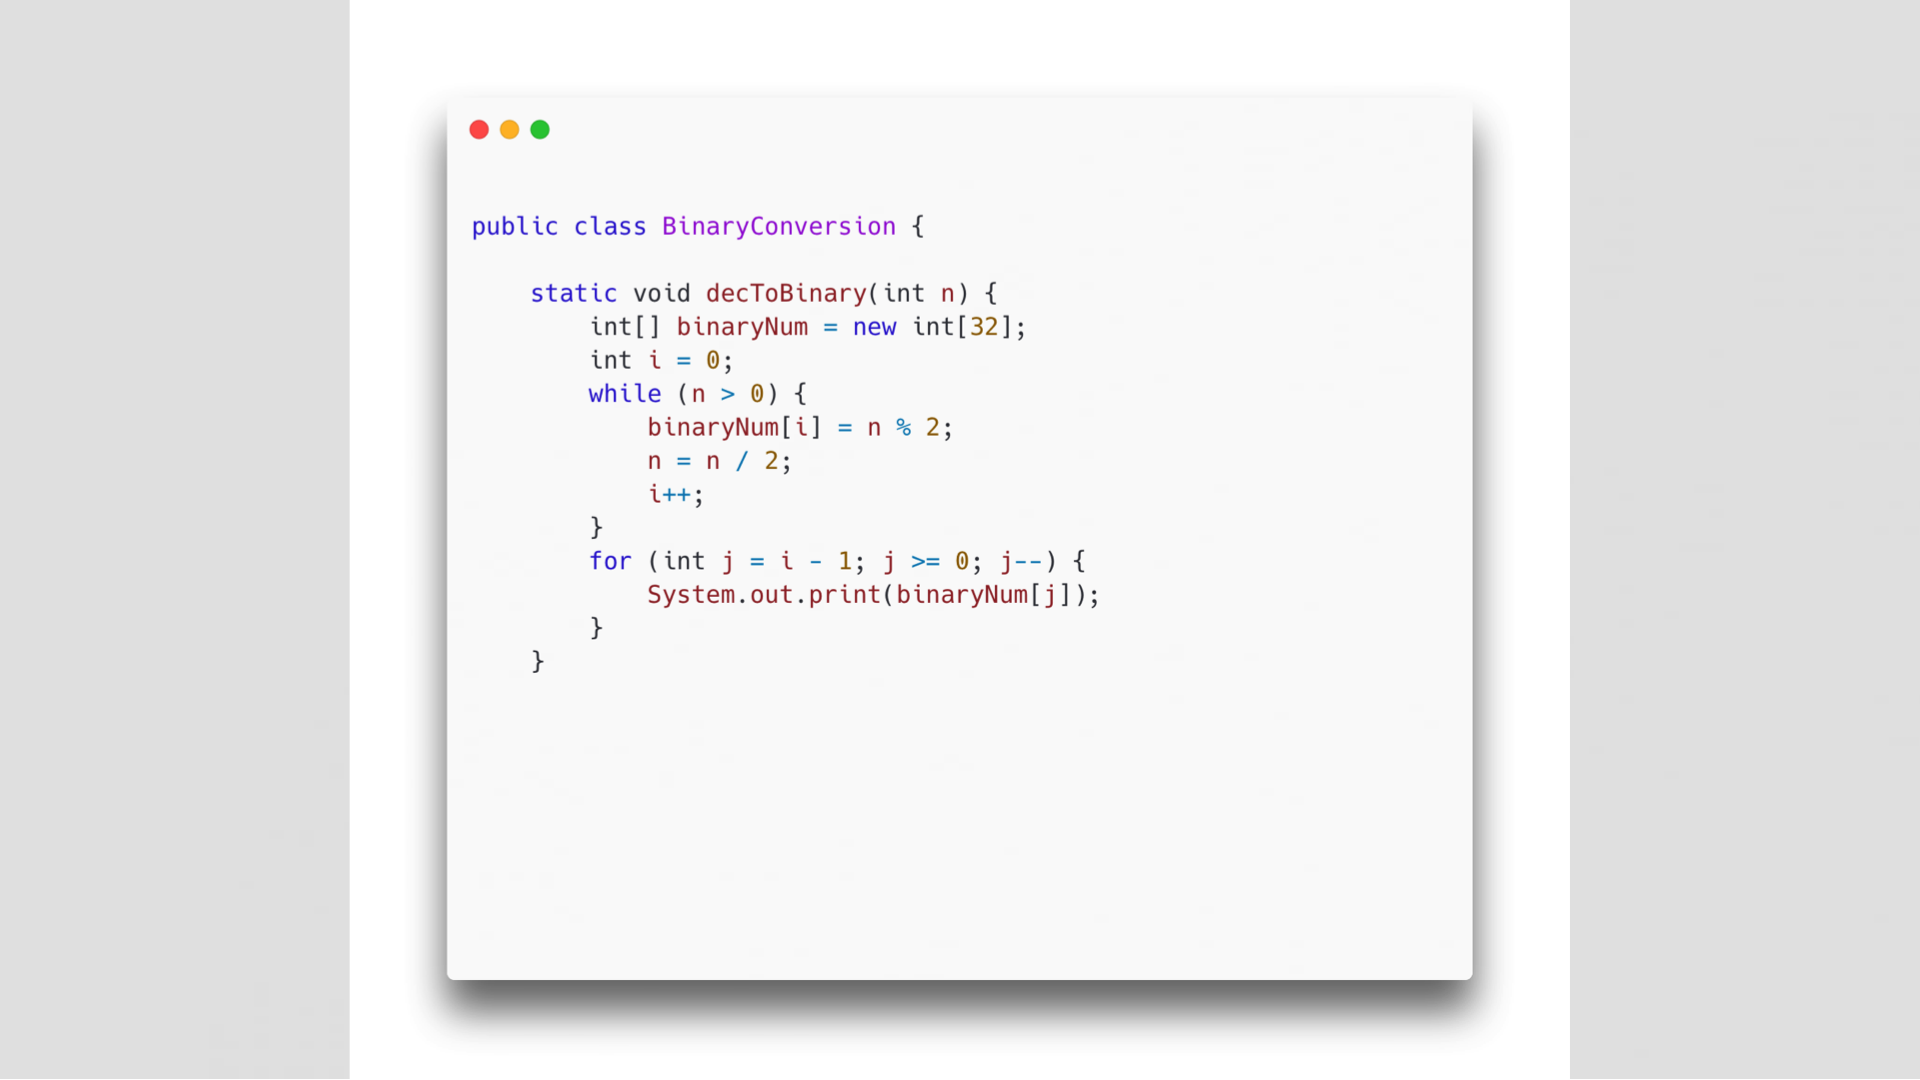 public class BinaryConversion {
static void decToBinary(int n) {
int[] binaryNum = new int[32];
int i = 0;
while (n > 0) {
binaryNum[i] = n % 2;
n = n / 2;
i++;
}
for (int j = i - 1; j >= 0; j--) {
System.out.print(binaryNum[j]);
}
}